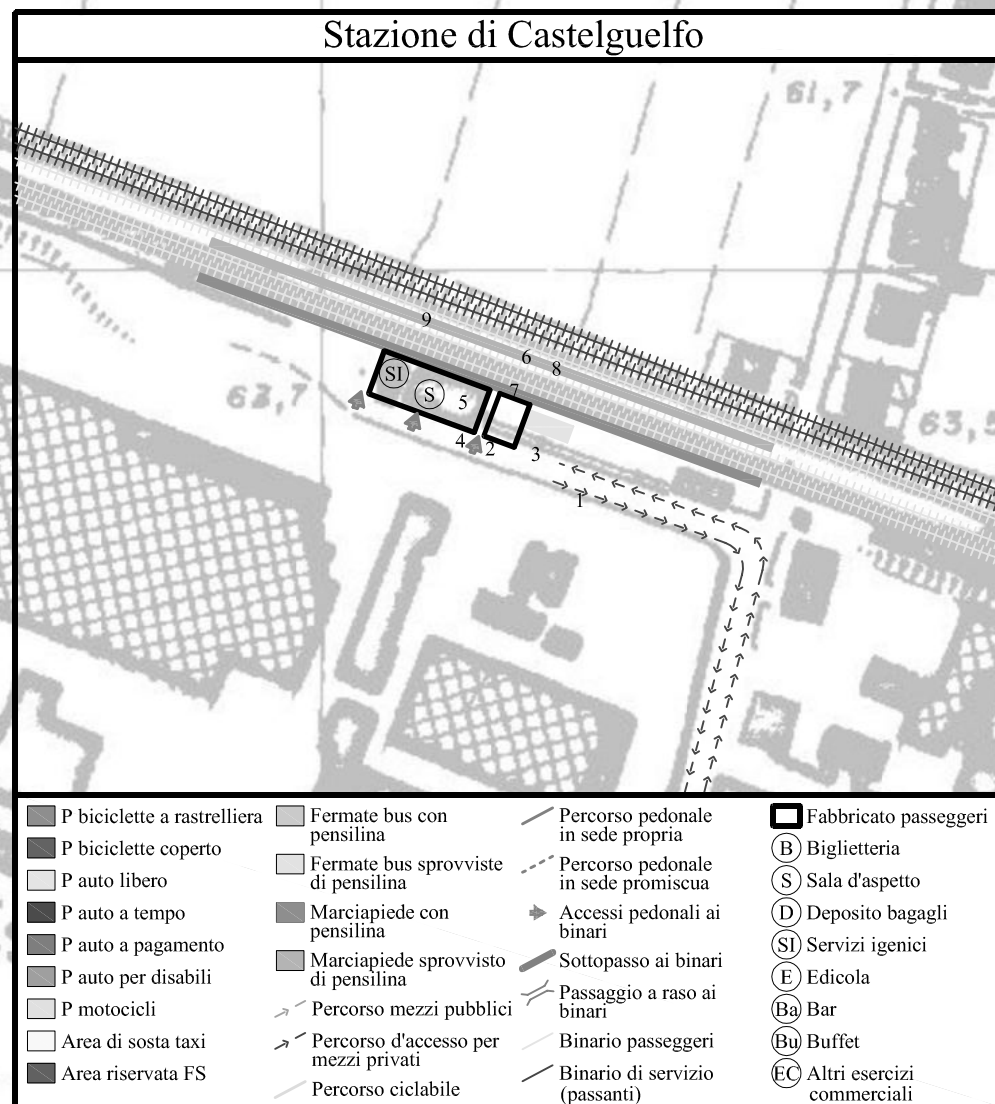 Stazione di Castelguelfo
61,7
9
6
8
SI
7
S
5
63,7
63,5
4
2
3
1
P biciclette a rastrelliera
P biciclette coperto
P auto libero
P auto a tempo
P auto a pagamento
P auto per disabili
P motocicli
Area di sosta taxi
Area riservata FS
Fermate bus con
pensilina
Fermate bus sprovviste
di pensilina
Marciapiede con
pensilina
Marciapiede sprovvisto
di pensilina
Percorso mezzi pubblici
Percorso d'accesso per
mezzi privati
Percorso ciclabile
Percorso pedonale
in sede propria
Percorso pedonale
in sede promiscua
Accessi pedonali ai
binari
Sottopasso ai binari
Passaggio a raso ai
binari
Binario passeggeri
Binario di servizio
(passanti)
Fabbricato passeggeri
B Biglietteria
S Sala d'aspetto
D Deposito bagagli
SI Servizi igenici
E Edicola
Ba Bar
Bu Buffet
EC Altri esercizi
commerciali